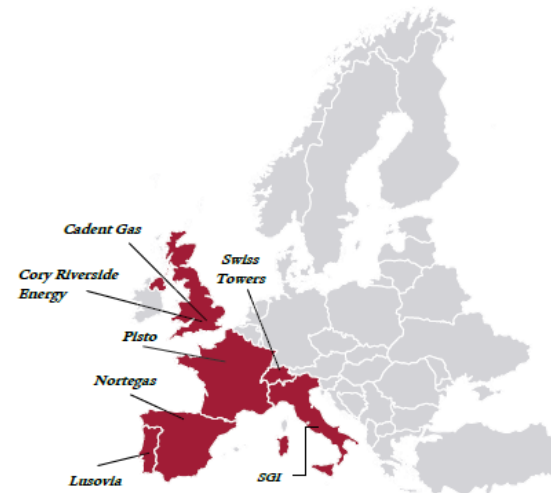 Cadent Gas
Swiss
Towers
Cory Riverside
Energy
Pisto
Nortegas
Lusovia
SGI